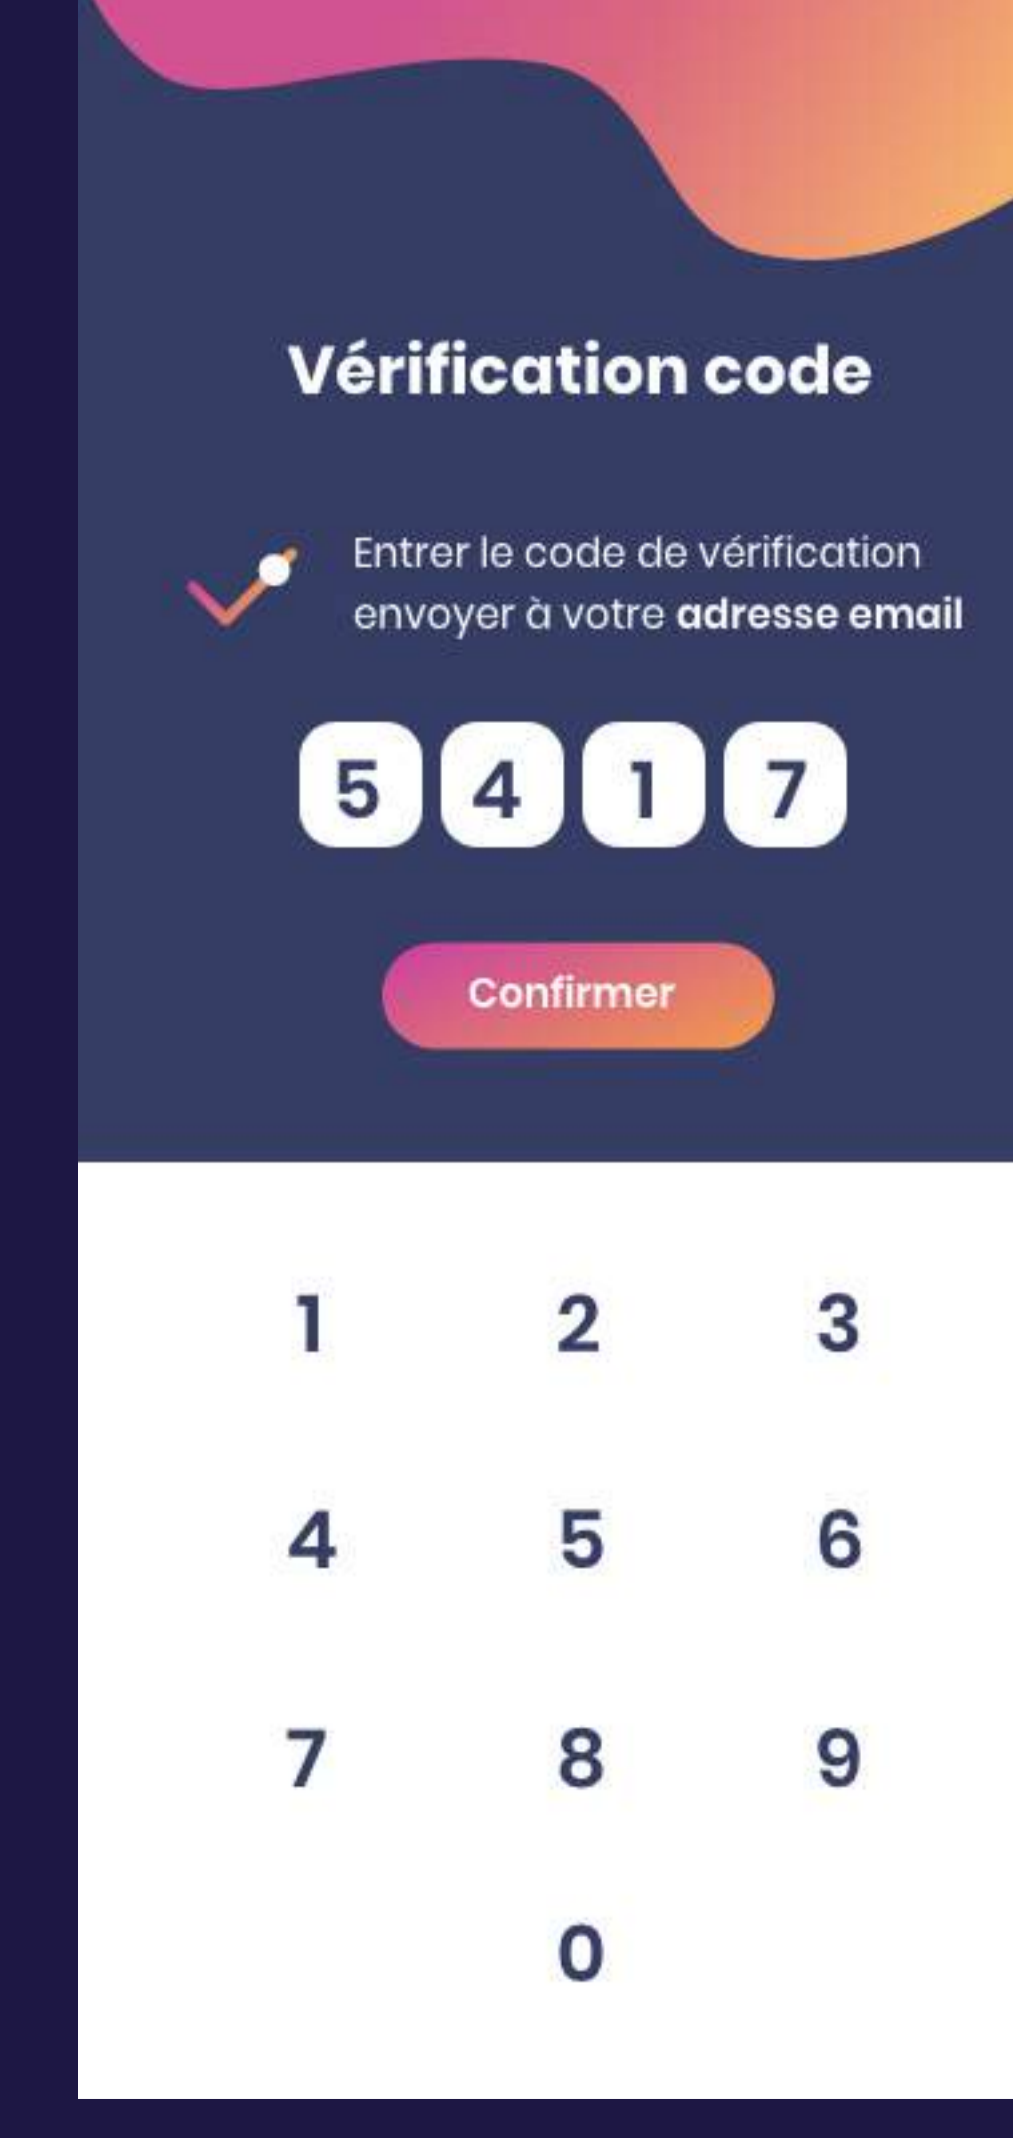 Vérification code
Entrer le code de vérification
envoyer à votre adresse email
5 4 1 7
Confirmer
1 2 3
4 5 6
7 8 9
0